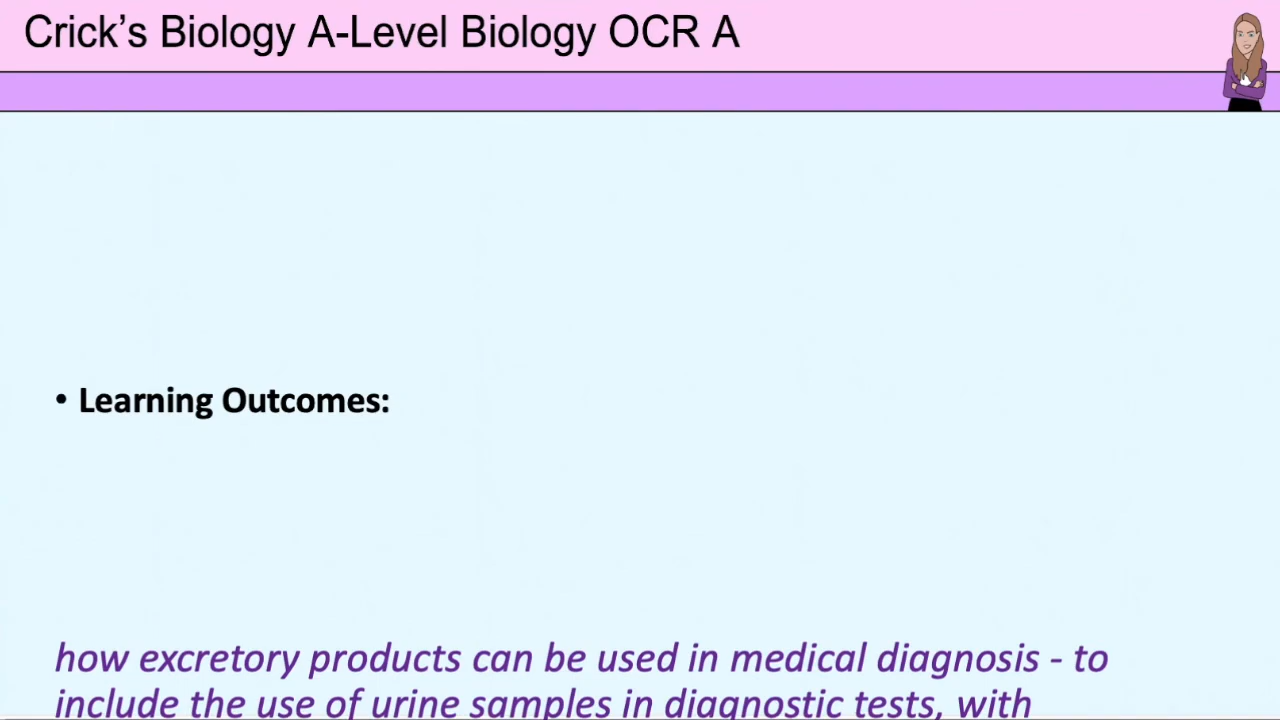 Crick's Biology A-Level Biology OCR A
• Learning Outcomes:
how excretory products can be used in medical diagnosis - to
include the use of urine samples in diagnostic tests, with